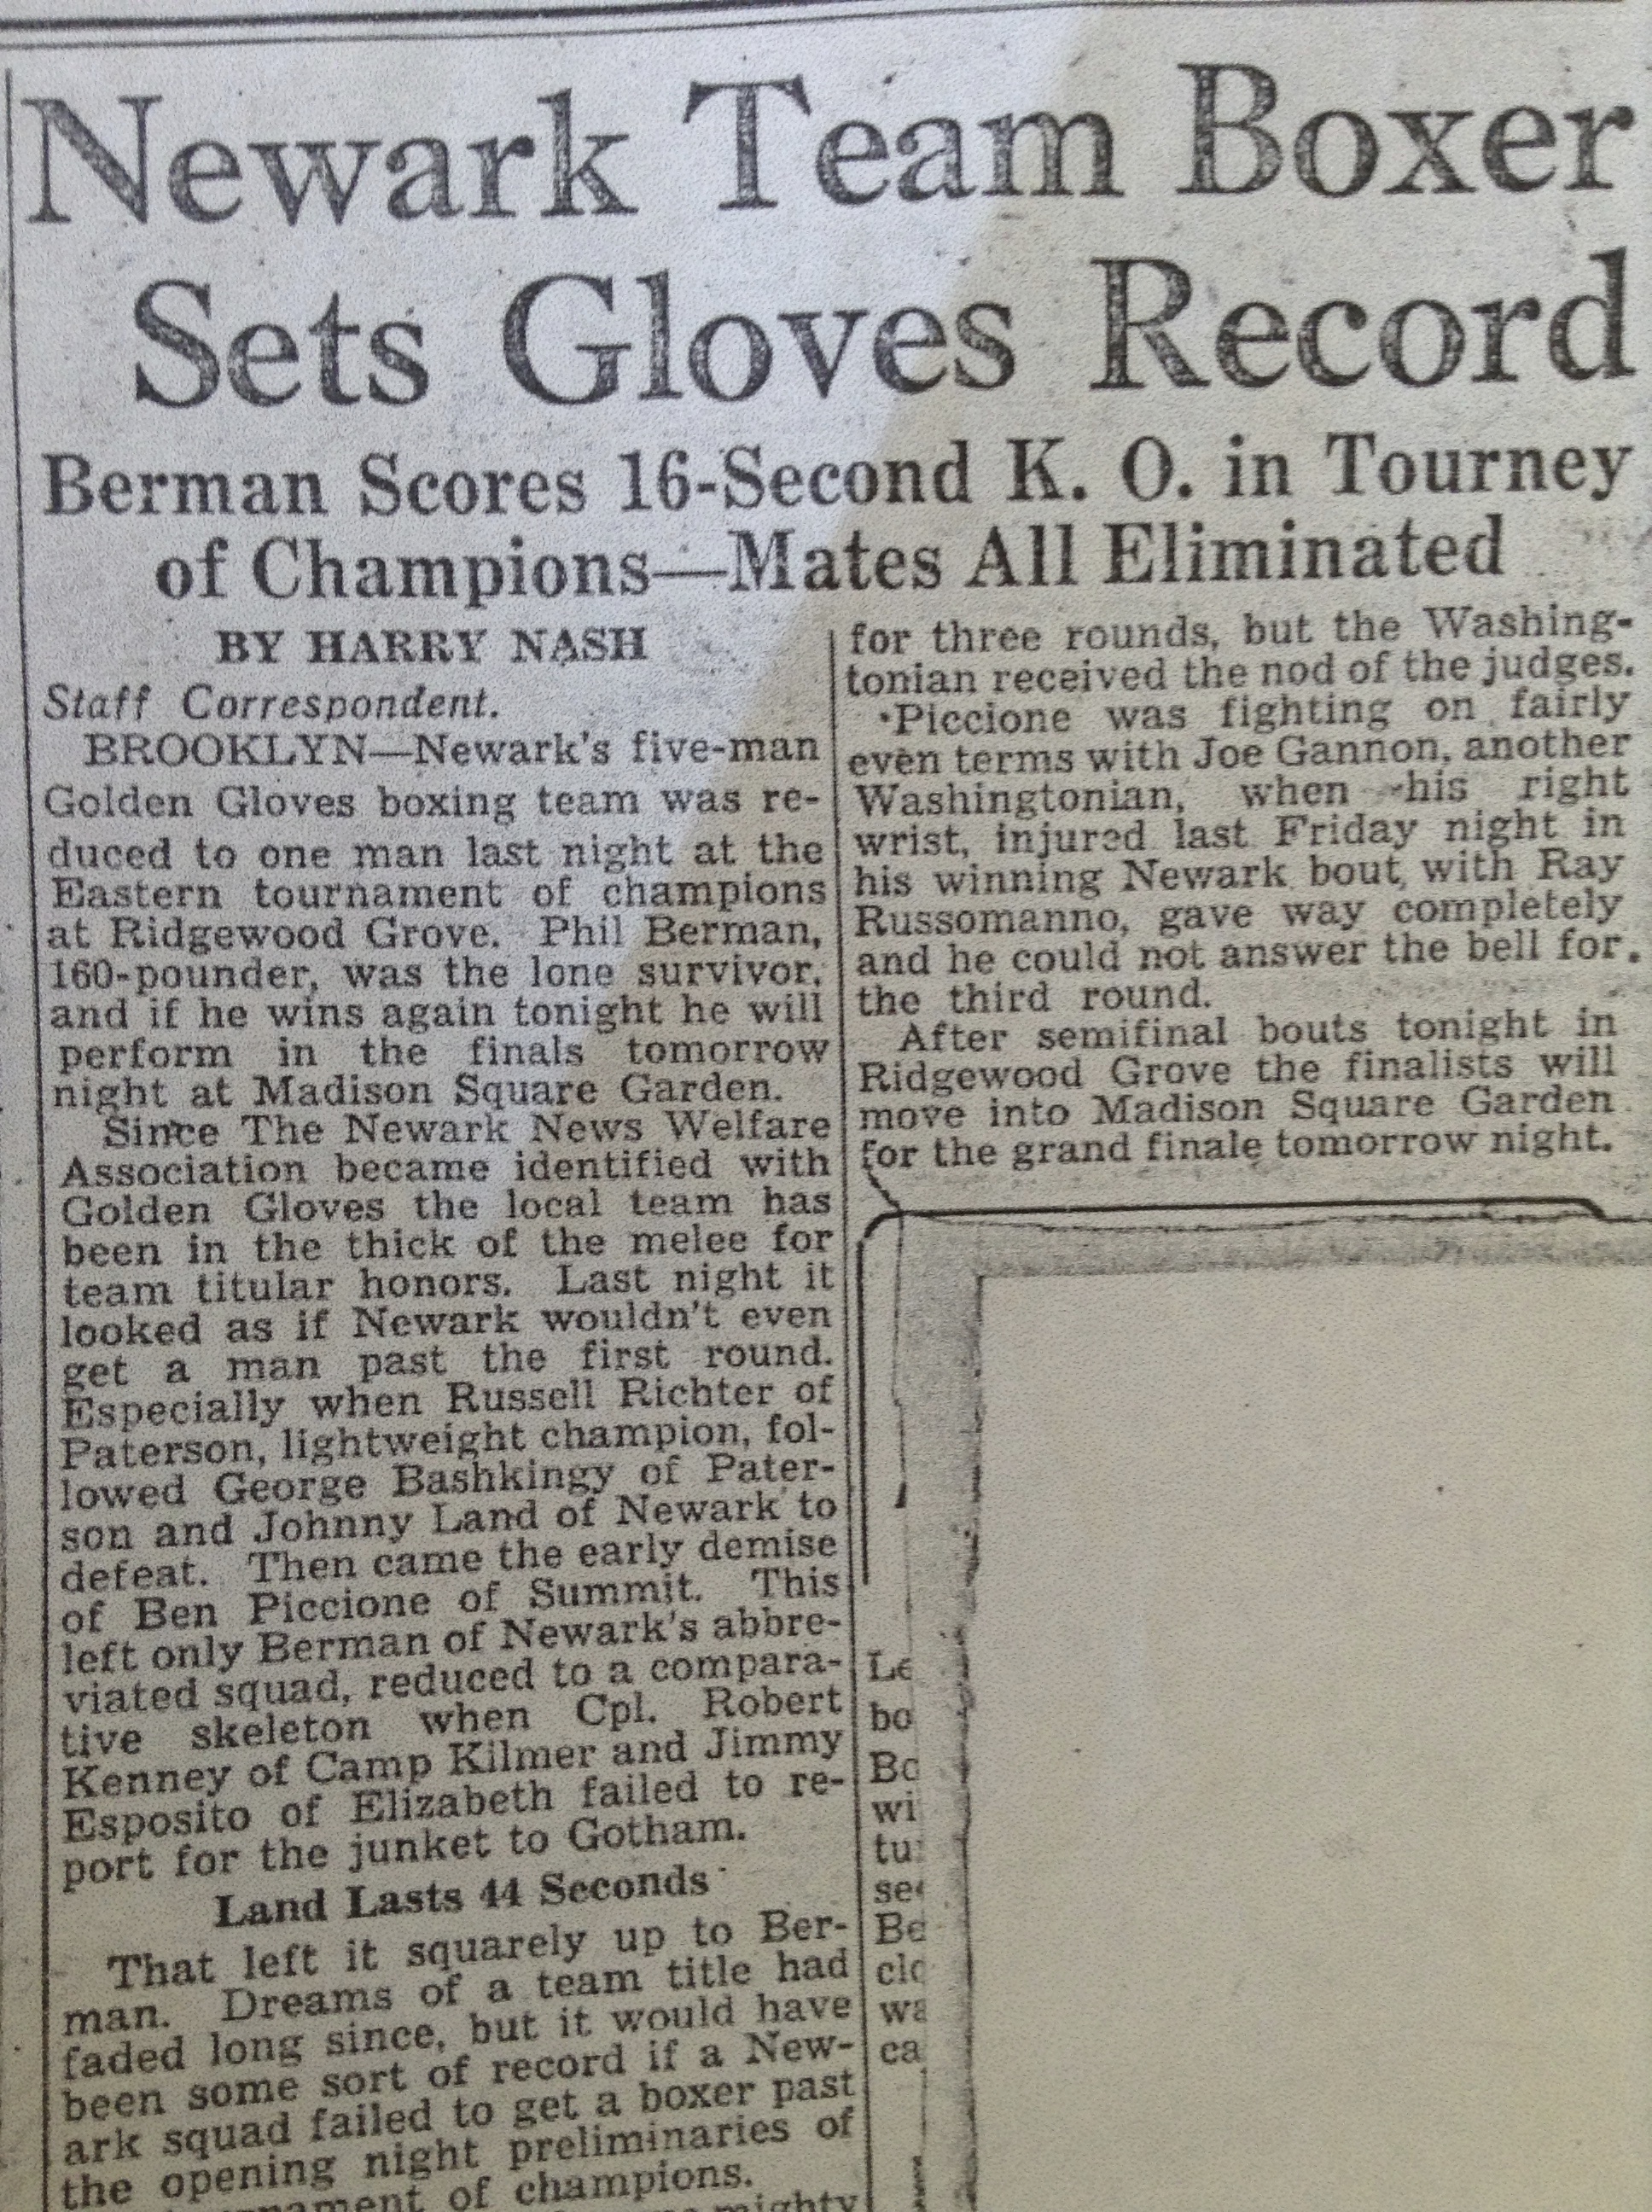 Newark Team Boxer
Sets Gloves Record
Berman Scores 16-Second K. O. in Tourney
of Champions—Mates All Eliminated
BY HARRY NASH
Staff Correspondent.
BROOKLYN—Newark's five-man
Golden Gloves boxing team was re-
duced to one man last night at the
Eastern tournament of champions
at Ridgewood Grove. Phil Berman,
160-pounder, was the lone survivor,
and if he wins again tonight he will
perform in the finals tomorrow
night at Madison Square Garden.
Since The Newark News Welfare
Association became identified with
Golden Gloves the local team has
been in the thick of the melee for
team titular honors. Last night it
looked as if Newark wouldn't even
get a man past the first round.
Especially when Russell Richter of
Paterson, lightweight champion, fol-
lowed George Bashkingy of Pater-
son and Johnny Land of Newark to
defeat. Then came the early demise
of Ben Piccione of Summit. This
left only Berman of Newark's abbre-
viated squad, reduced to a compara-
tive skeleton when Cpl. Robert
Kenney of Camp Kilmer and Jimmy
Esposito of Elizabeth failed to re-
port for the junket to Gotham.
Land Lasts 44 Seconds
That left it squarely up to Ber-
man. Dreams of a team title had
faded long since, but it would have
been some sort of record if a New-
ark squad failed to get a boxer past
the opening night preliminaries of
of champions.
mighty
for three rounds, but the Washing-
tonian received the nod of the judges.
Piccione was fighting on fairly
even terms with Joe Gannon, another
Washingtonian, when his right
wrist, injured last Friday night in
his winning Newark bout with Ray
Russomanno, gave way completely
and he could not answer the bell for
the third round.
After semifinal bouts tonight in
Ridgewood Grove the finalists will
move into Madison Square Garden
for the grand finale tomorrow night.
Le
bo
Bo
wi
tu
see
Be
clo
wa
ca